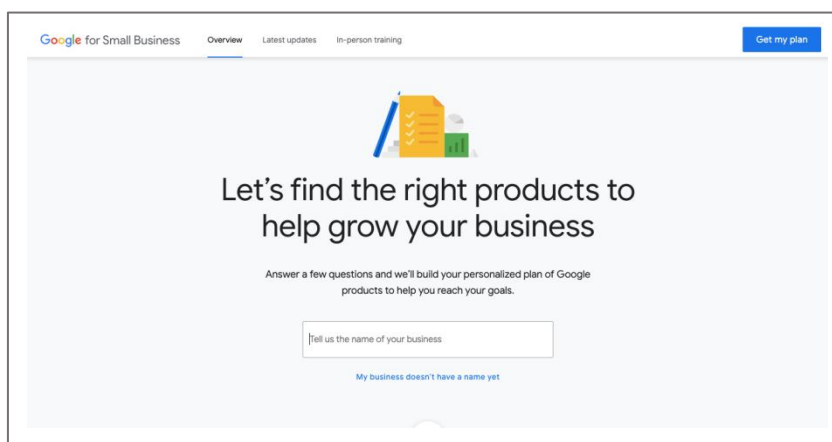 Google for Small Business Overview Latest updates In-person training Get my plan
Let's find the right products to
help grow your business
Answer a few questions and we'll build your personalized plan of Google
products to help you reach your goals.
Tell us the name of your business
My business doesn't have a name yet